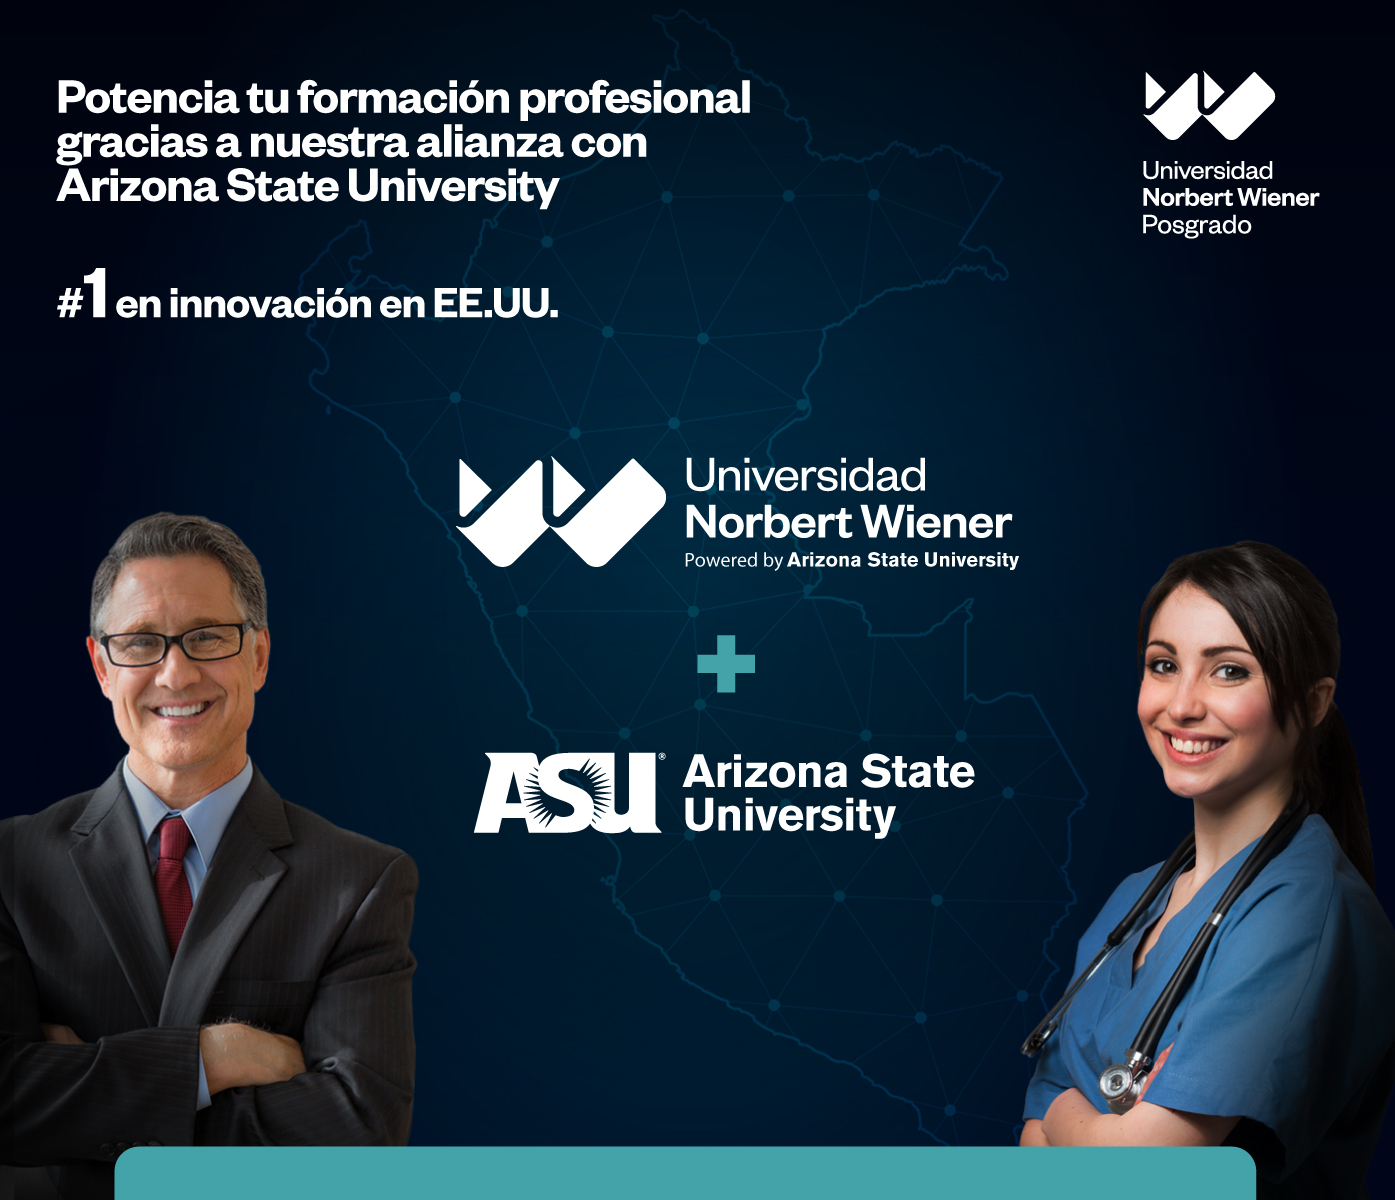 Potencia tu formación profesional
gracias a nuestra alianza con
Arizona State University
#1 en innovación en EE.UU.
Universidad
Norbert Wiener
Posgrado
Universidad
Norbert Wiener
Powered by Arizona State University
ASU®
Arizona State
University